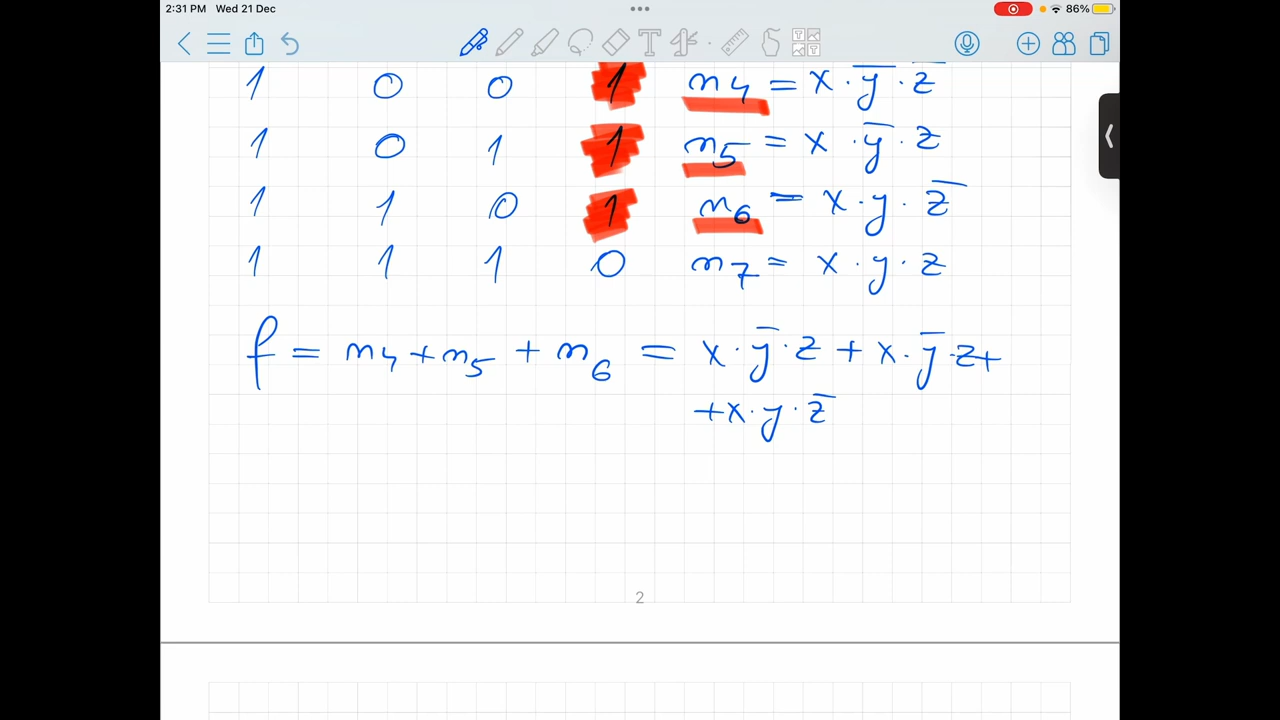 2:31 PM Wed 21 Dec 86%
1 0 0 1 m4 = x · y̅ · z̅
1 0 1 1 m5 = x · y̅ · z
1 1 0 1 m6 = x · y · z̅
1 1 1 0 m7 = x · y · z
f = m4 + m5 + m6 = x · y̅ · z + x · y̅ · z +
+ x · y · z̅
2